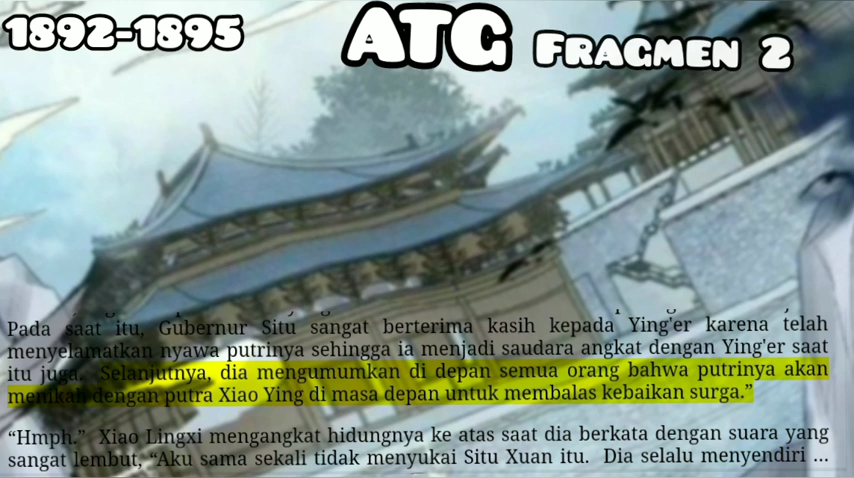 1892-1895
ATG FRAGMEN 2
Pada saat itu, Gubernur Situ sangat berterima kasih kepada Ying'er karena telah
menyelamatkan nyawa putrinya sehingga ia menjadi saudara angkat dengan Ying'er saat
itu juga. Selanjutnya, dia mengumumkan di depan semua orang bahwa putrinya akan
menikah dengan putra Xiao Ying di masa depan untuk membalas kebaikan surga.”
“Hmph.” Xiao Lingxi mengangkat hidungnya ke atas saat dia berkata dengan suara yang
sangat lembut, “Aku sama sekali tidak menyukai Situ Xuan itu. Dia selalu menyendiri ...